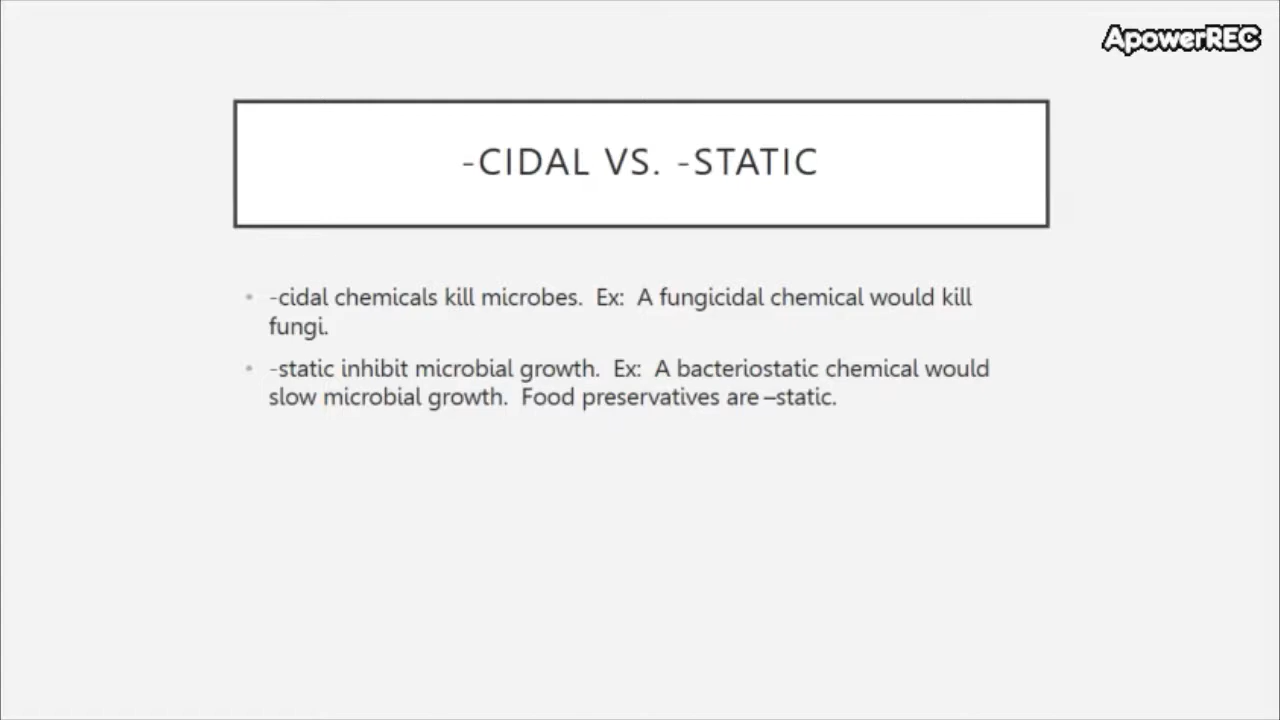 ApowerREC
-CIDAL VS. -STATIC
• -cidal chemicals kill microbes.  Ex:  A fungicidal chemical would kill
fungi.
• -static inhibit microbial growth.  Ex:  A bacteriostatic chemical would
slow microbial growth.  Food preservatives are –static.